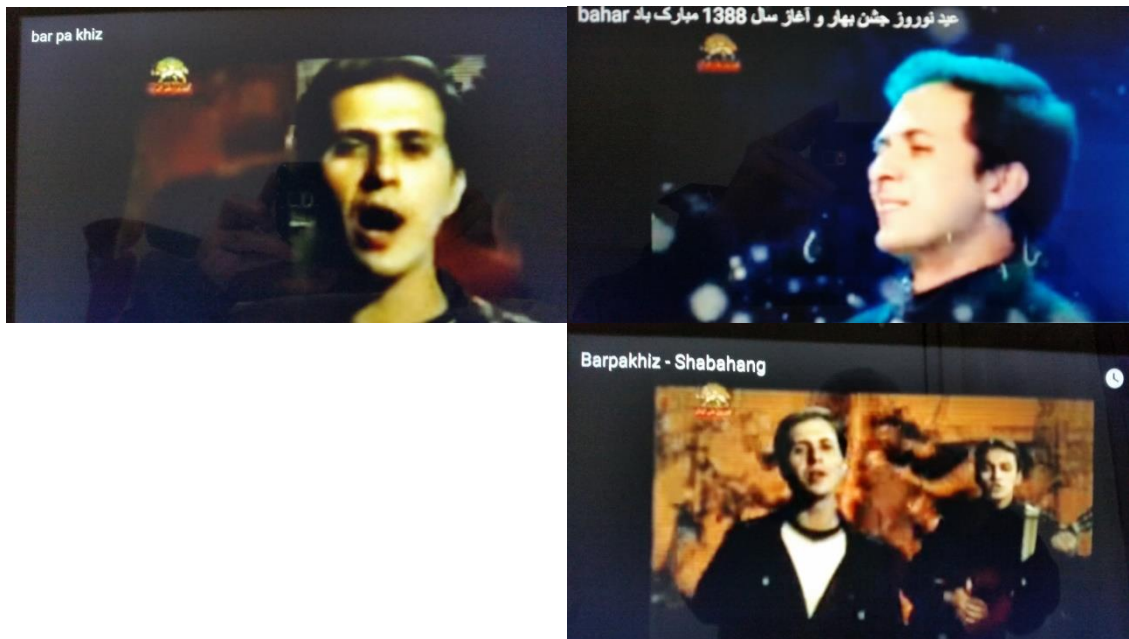 bar pa khiz
عید نوروز جشن بهار و آغاز سال 1388 مبارک باد bahar
Barpakhiz - Shabahang